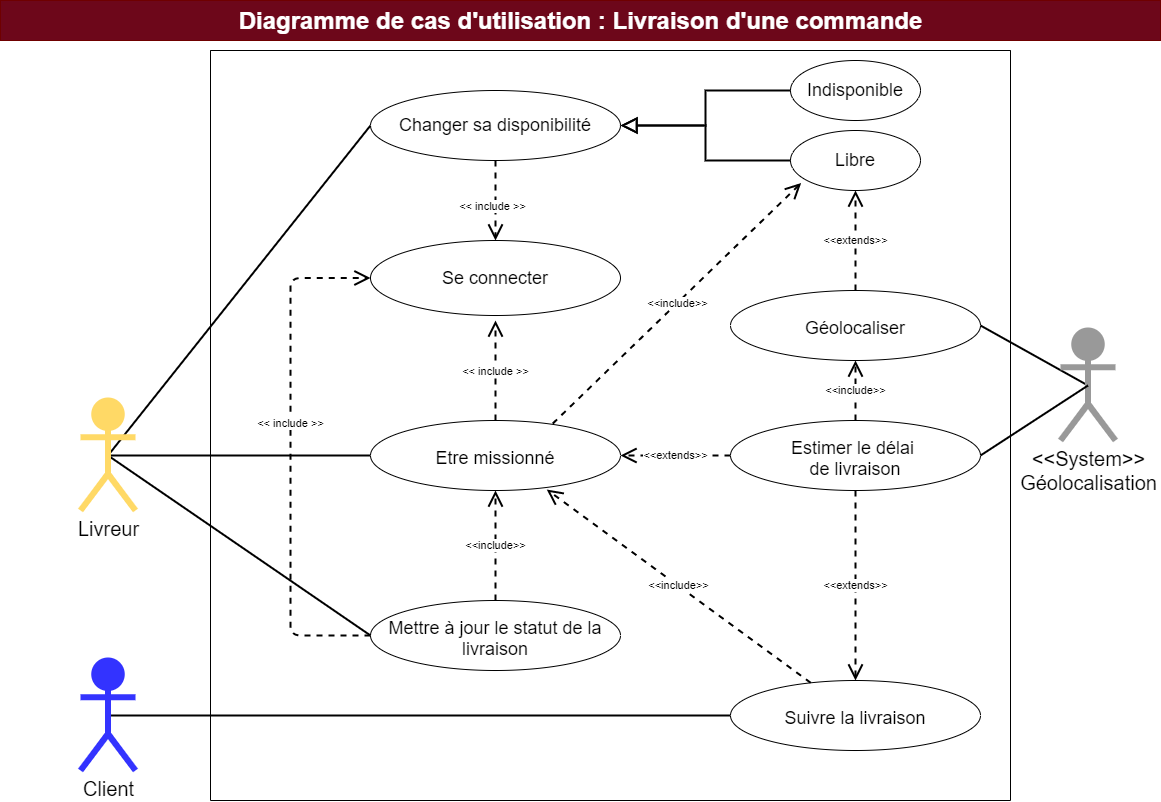 Diagramme de cas d'utilisation : Livraison d'une commande
Indisponible
Changer sa disponibilité
Libre
<< include >>
<<extends>>
Se connecter
<<include>>
Géolocaliser
<< include >>
<<include>>
<< include >>
Etre missionné
<<extends>>
Estimer le délai
de livraison
<<System>>
Géolocalisation
Livreur
<<include>>
<<include>>
<<extends>>
Mettre à jour le statut de la
livraison
Suivre la livraison
Client